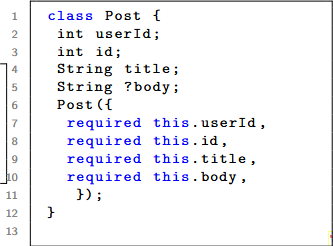 1 class Post {
2 int userId;
3 int id;
4 String title;
5 String ?body;
6 Post({
7 required this.userId,
8 required this.id,
9 required this.title,
10 required this.body,
11 });
12 }
13